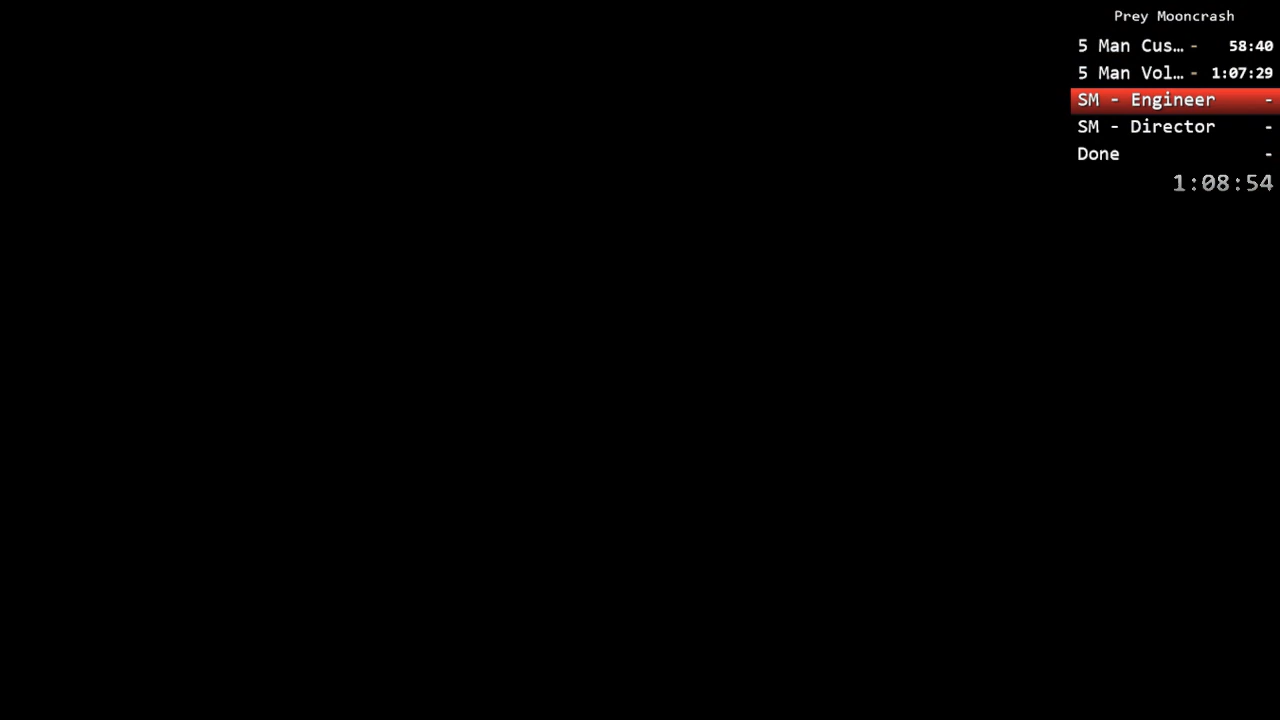 Prey Mooncrash
5 Man Cus… - 58:40
5 Man Vol… - 1:07:29
SM - Engineer -
SM - Director -
Done -
1:08:54